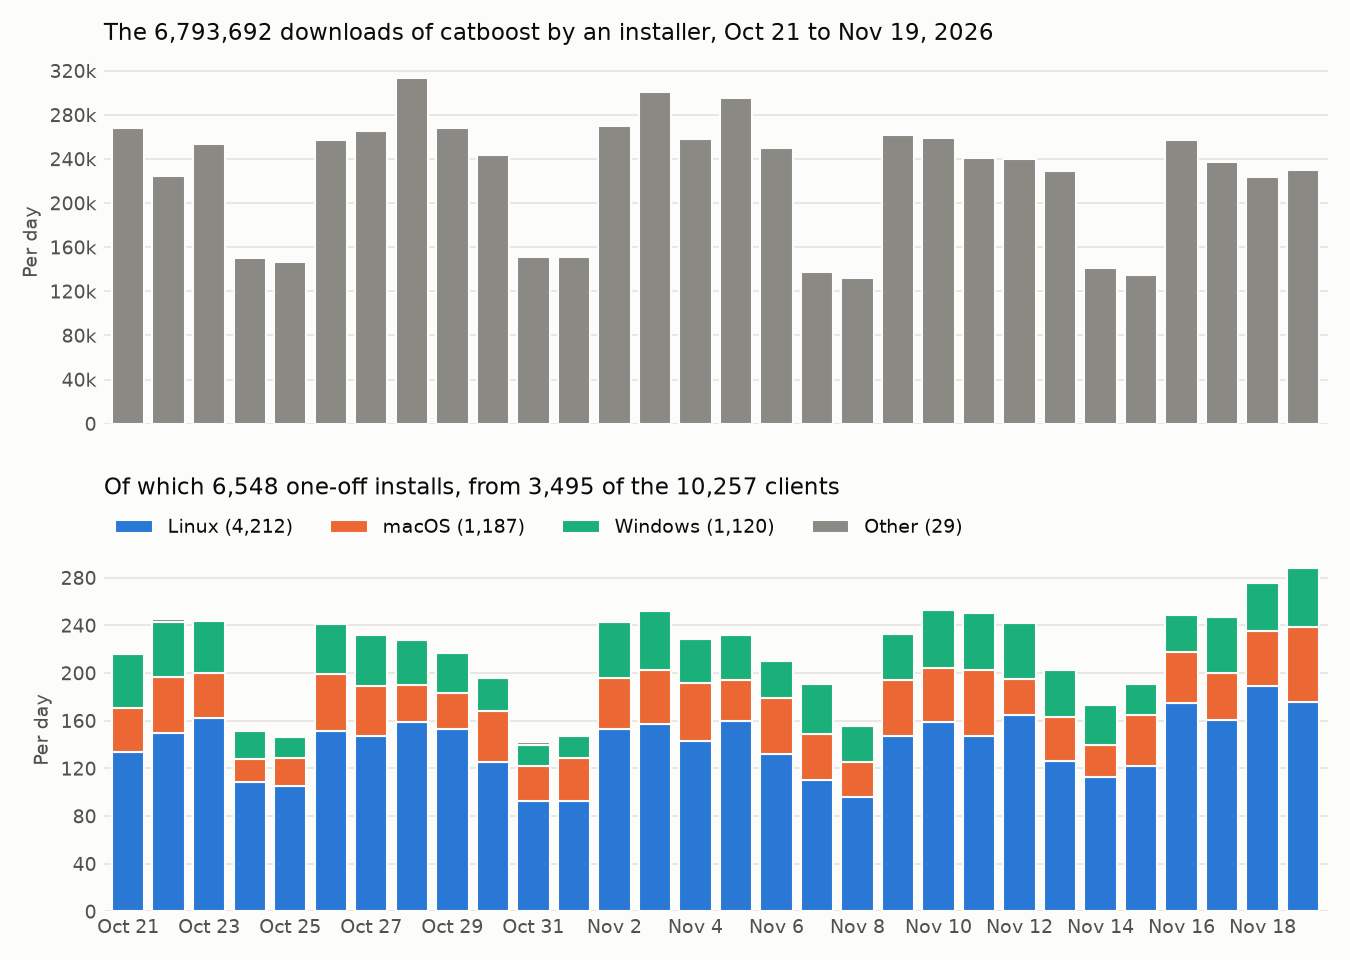 The 6,793,692 downloads of catboost by an installer, Oct 21 to Nov 19, 2026
320k
280k
240k
200k
160k
120k
80k
40k
0
Per day
Of which 6,548 one-off installs, from 3,495 of the 10,257 clients
Linux (4,212) macOS (1,187) Windows (1,120) Other (29)
280
240
200
160
120
80
40
0
Per day
Oct 21 Oct 23 Oct 25 Oct 27 Oct 29 Oct 31 Nov 2 Nov 4 Nov 6 Nov 8 Nov 10 Nov 12 Nov 14 Nov 16 Nov 18